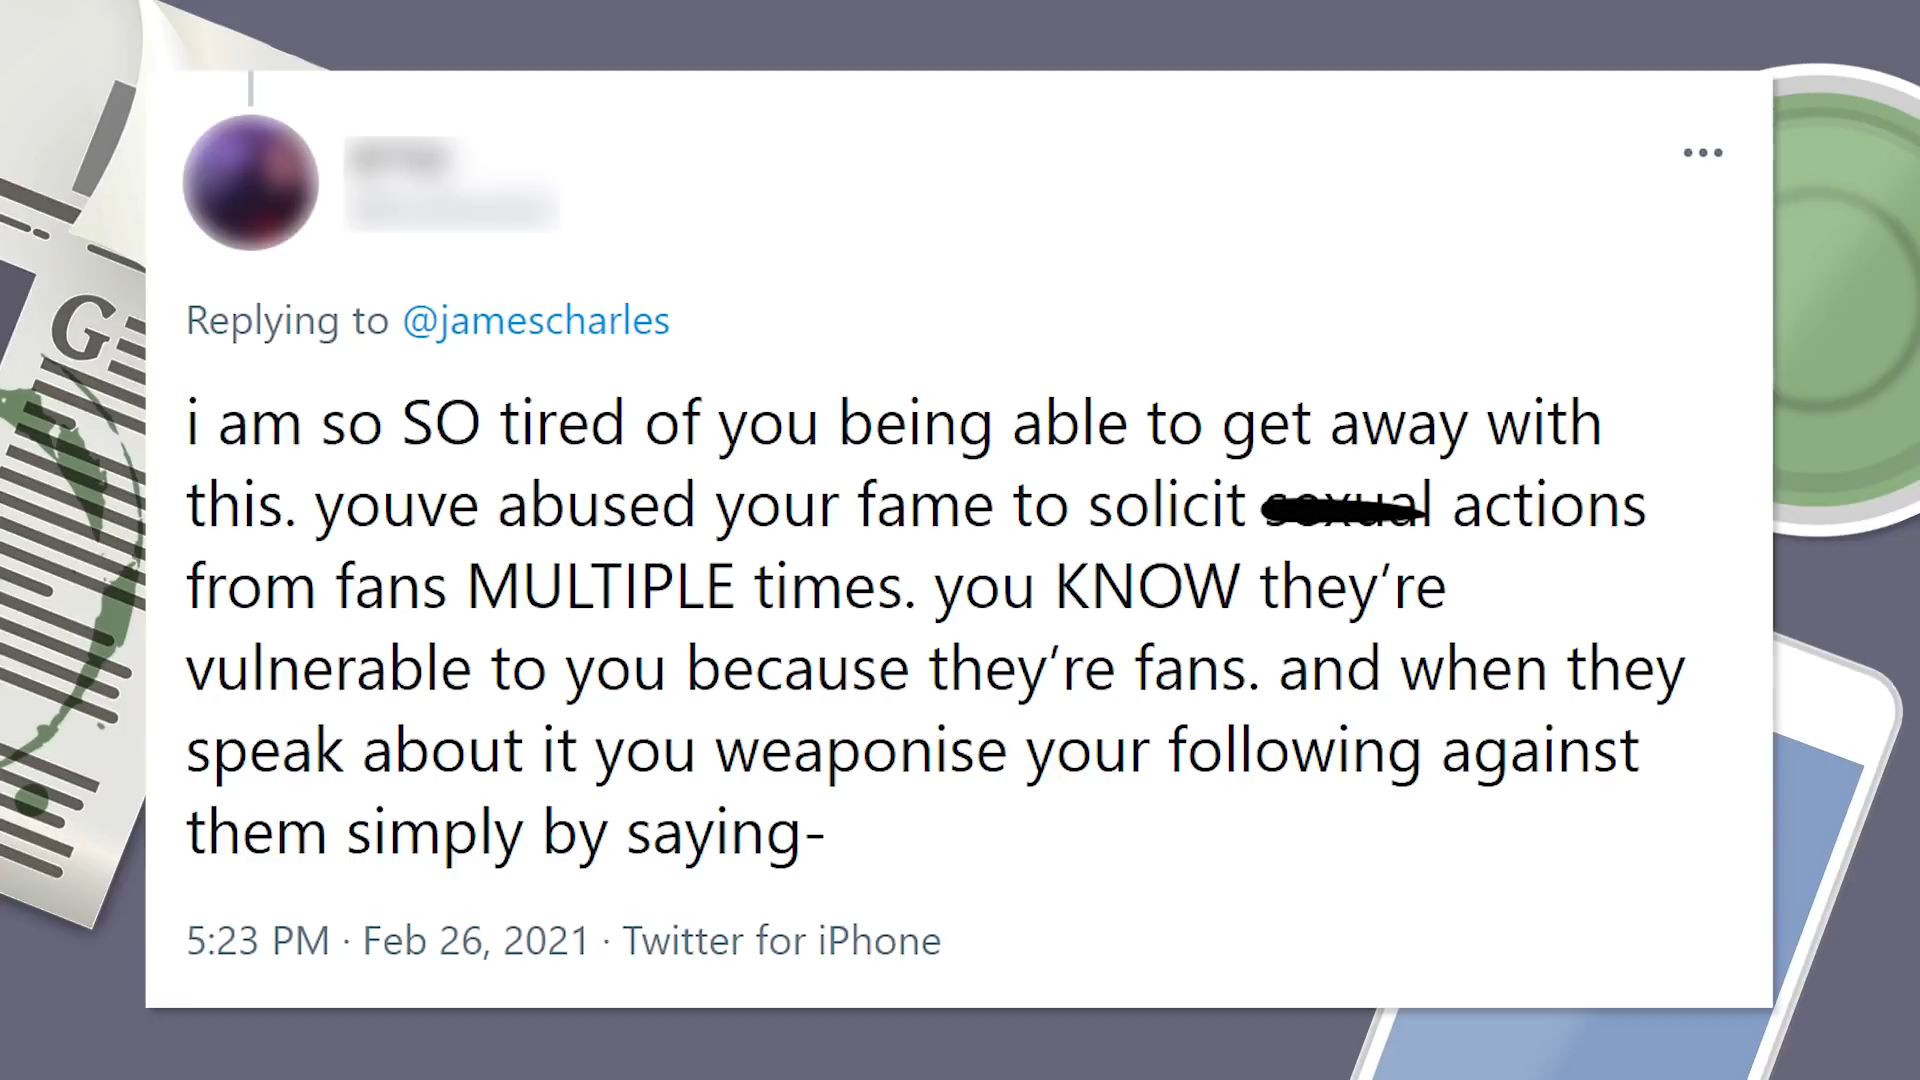 G
Replying to @jamescharles
i am so SO tired of you being able to get away with
this. youve abused your fame to solicit sexual actions
from fans MULTIPLE times. you KNOW they’re
vulnerable to you because they’re fans. and when they
speak about it you weaponise your following against
them simply by saying-
5:23 PM · Feb 26, 2021 · Twitter for iPhone